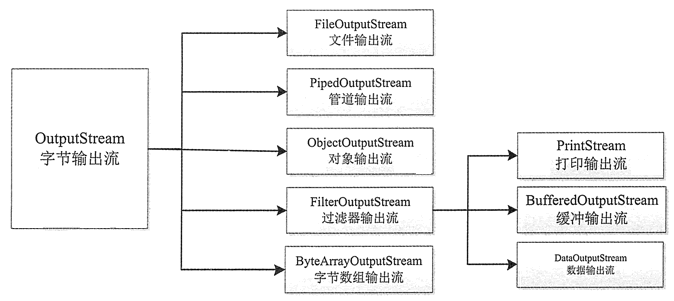 OutputStream
字节输出流
FileOutputStream
文件输出流
PipedOutputStream
管道输出流
ObjectOutputStream
对象输出流
FilterOutputStream
过滤器输出流
ByteArrayOutputStream
字节数组输出流
PrintStream
打印输出流
BufferedOutputStream
缓冲输出流
DataOutputStream
数据输出流